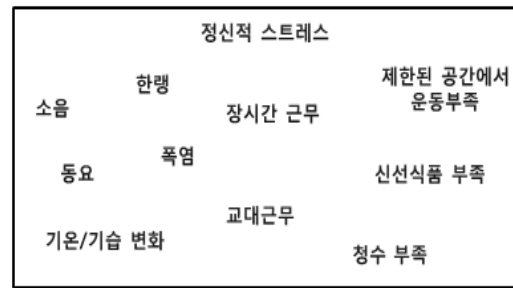 정신적 스트레스
한랭
제한된 공간에서
운동부족
소음
장시간 근무
폭염
동요
신선식품 부족
교대근무
기온/기습 변화
청수 부족